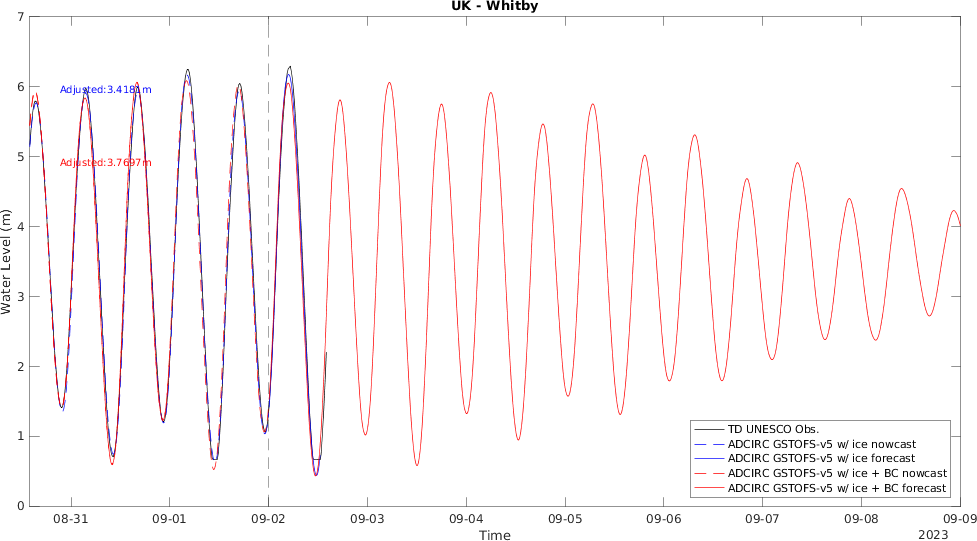 UK - Whitby
7
6
5
4
3
2
1
0
Water Level (m)
Adjusted:3.4181m
Adjusted:3.7697m
TD UNESCO Obs.
ADCIRC GSTOFS-v5 w/ ice nowcast
ADCIRC GSTOFS-v5 w/ ice forecast
ADCIRC GSTOFS-v5 w/ ice + BC nowcast
ADCIRC GSTOFS-v5 w/ ice + BC forecast
08-31 09-01 09-02 09-03 09-04 09-05 09-06 09-07 09-08 09-09
Time
2023